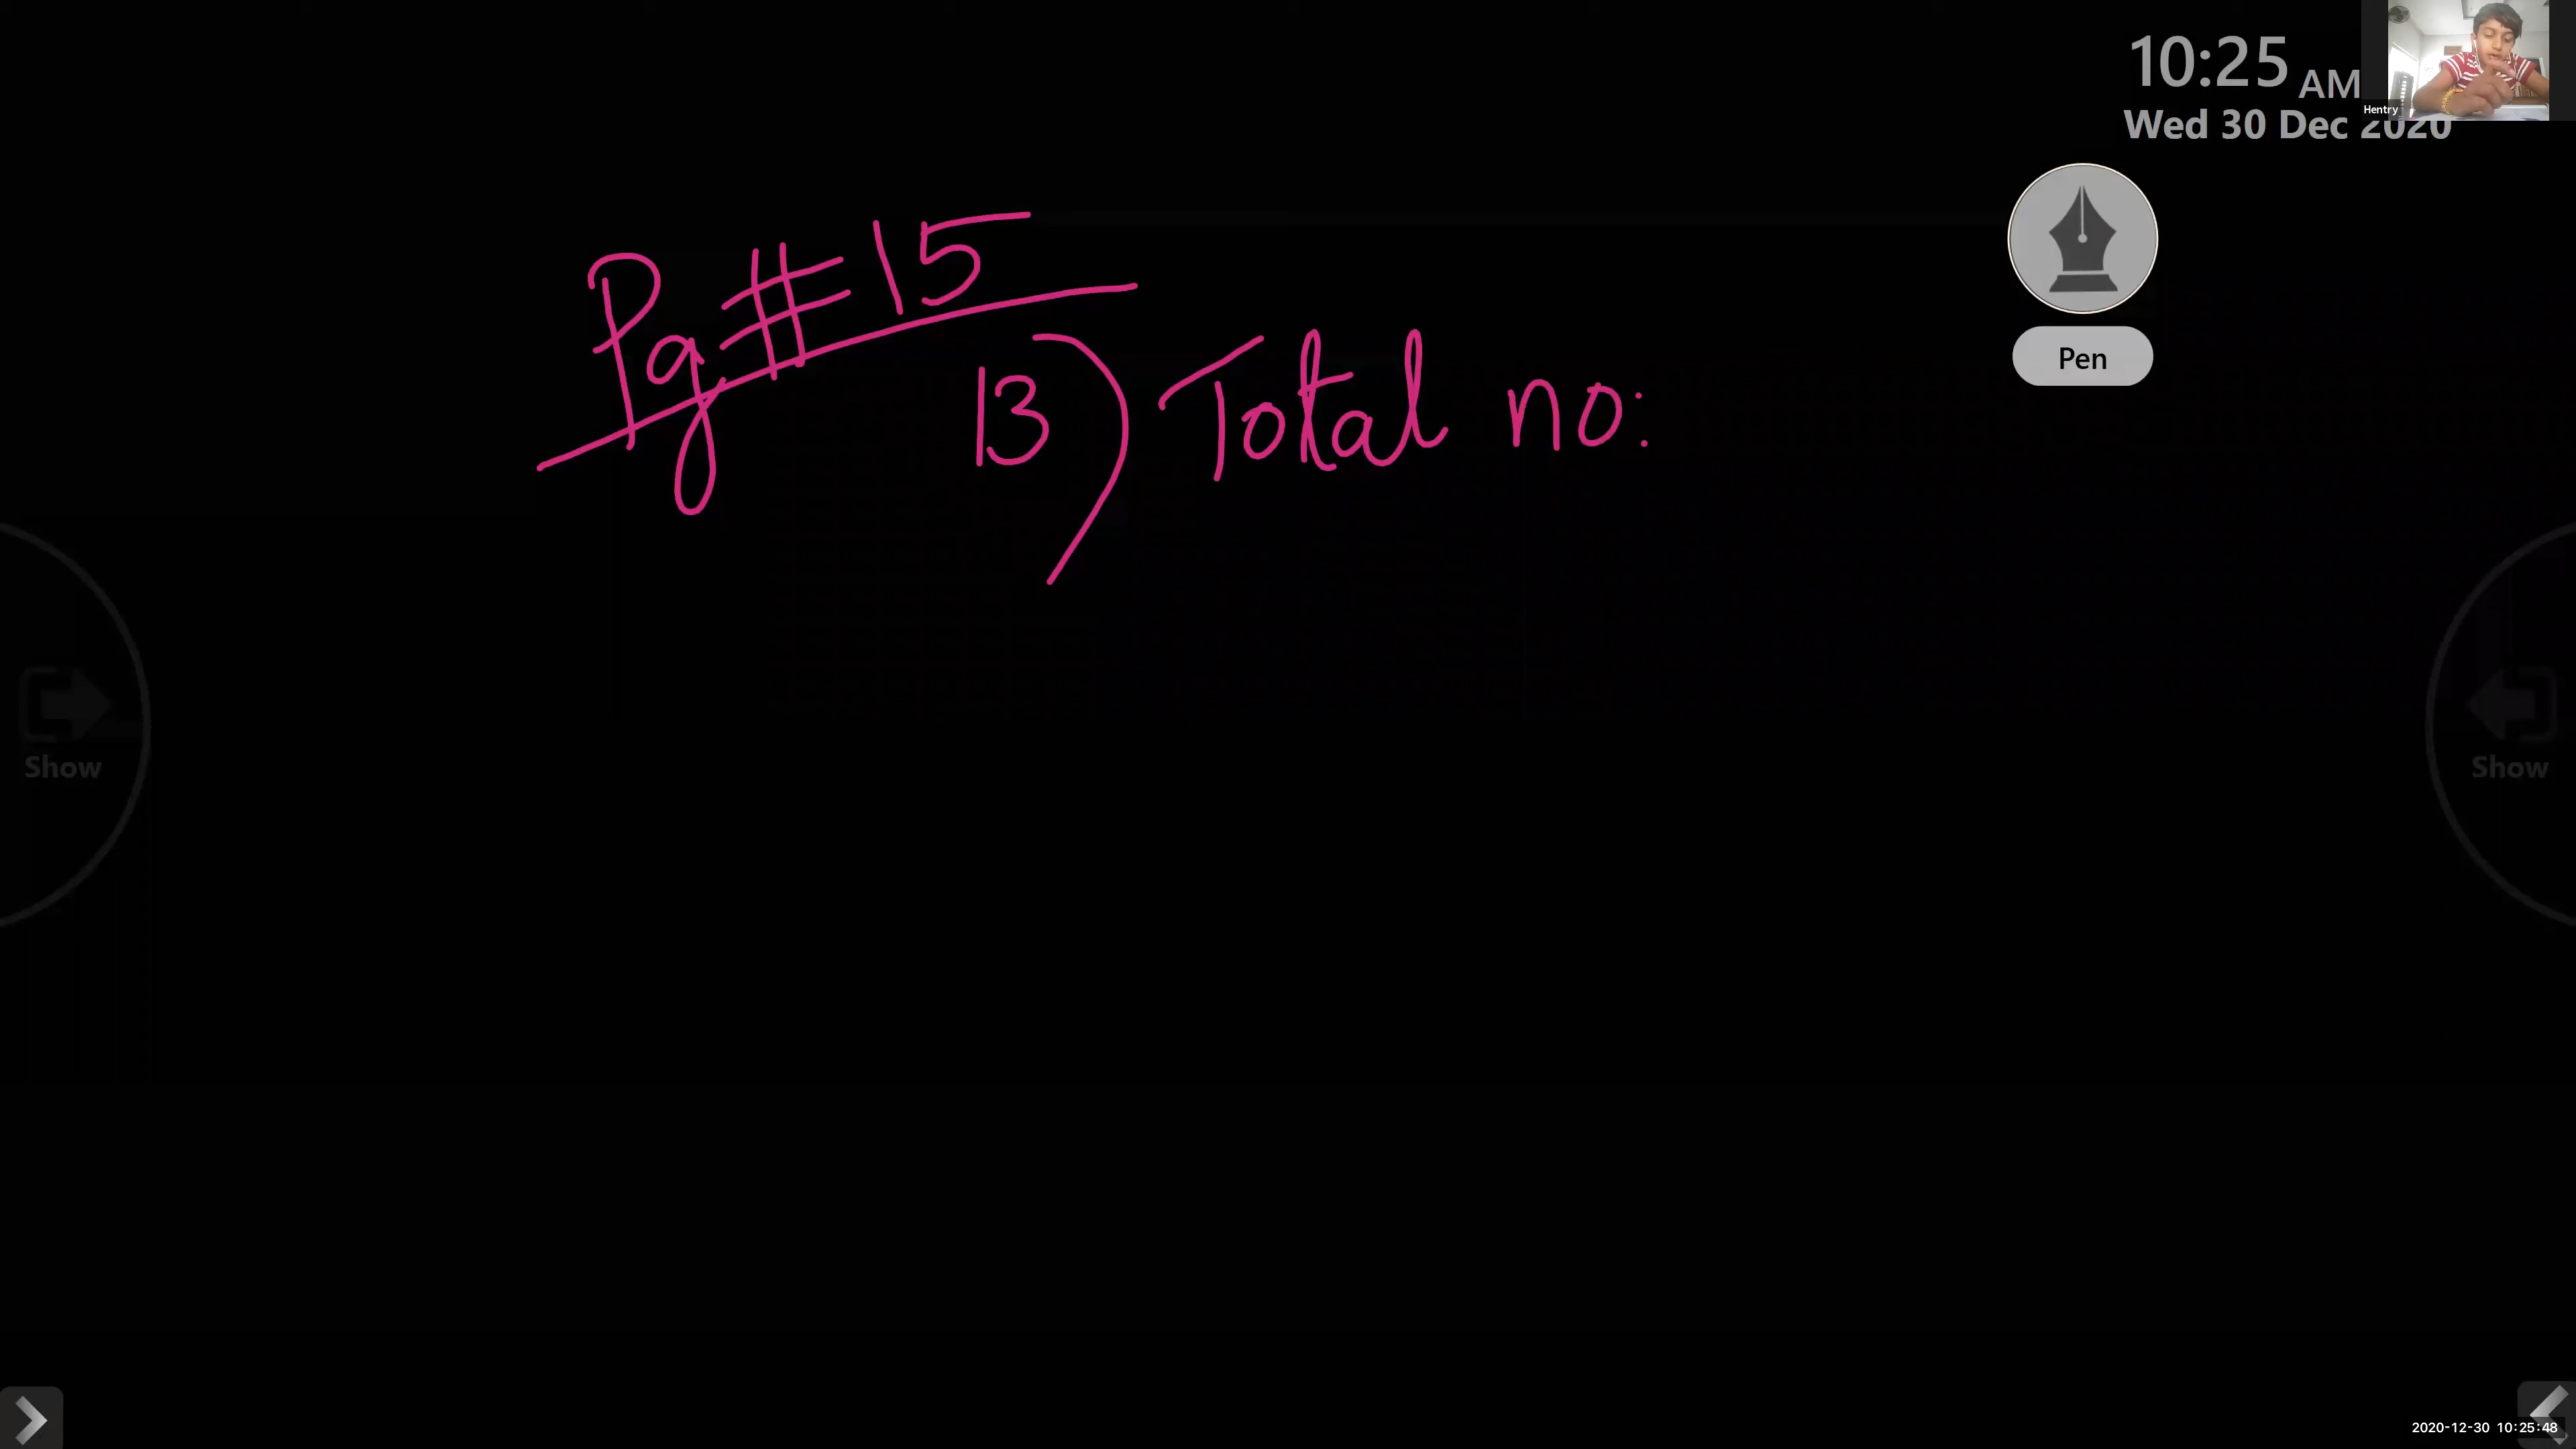 10:25 AM
Hentry
Wed 30 Dec 2020
Pg # 15
Pen
13) Total no:
Show
Show
2020-12-30 10:25:48